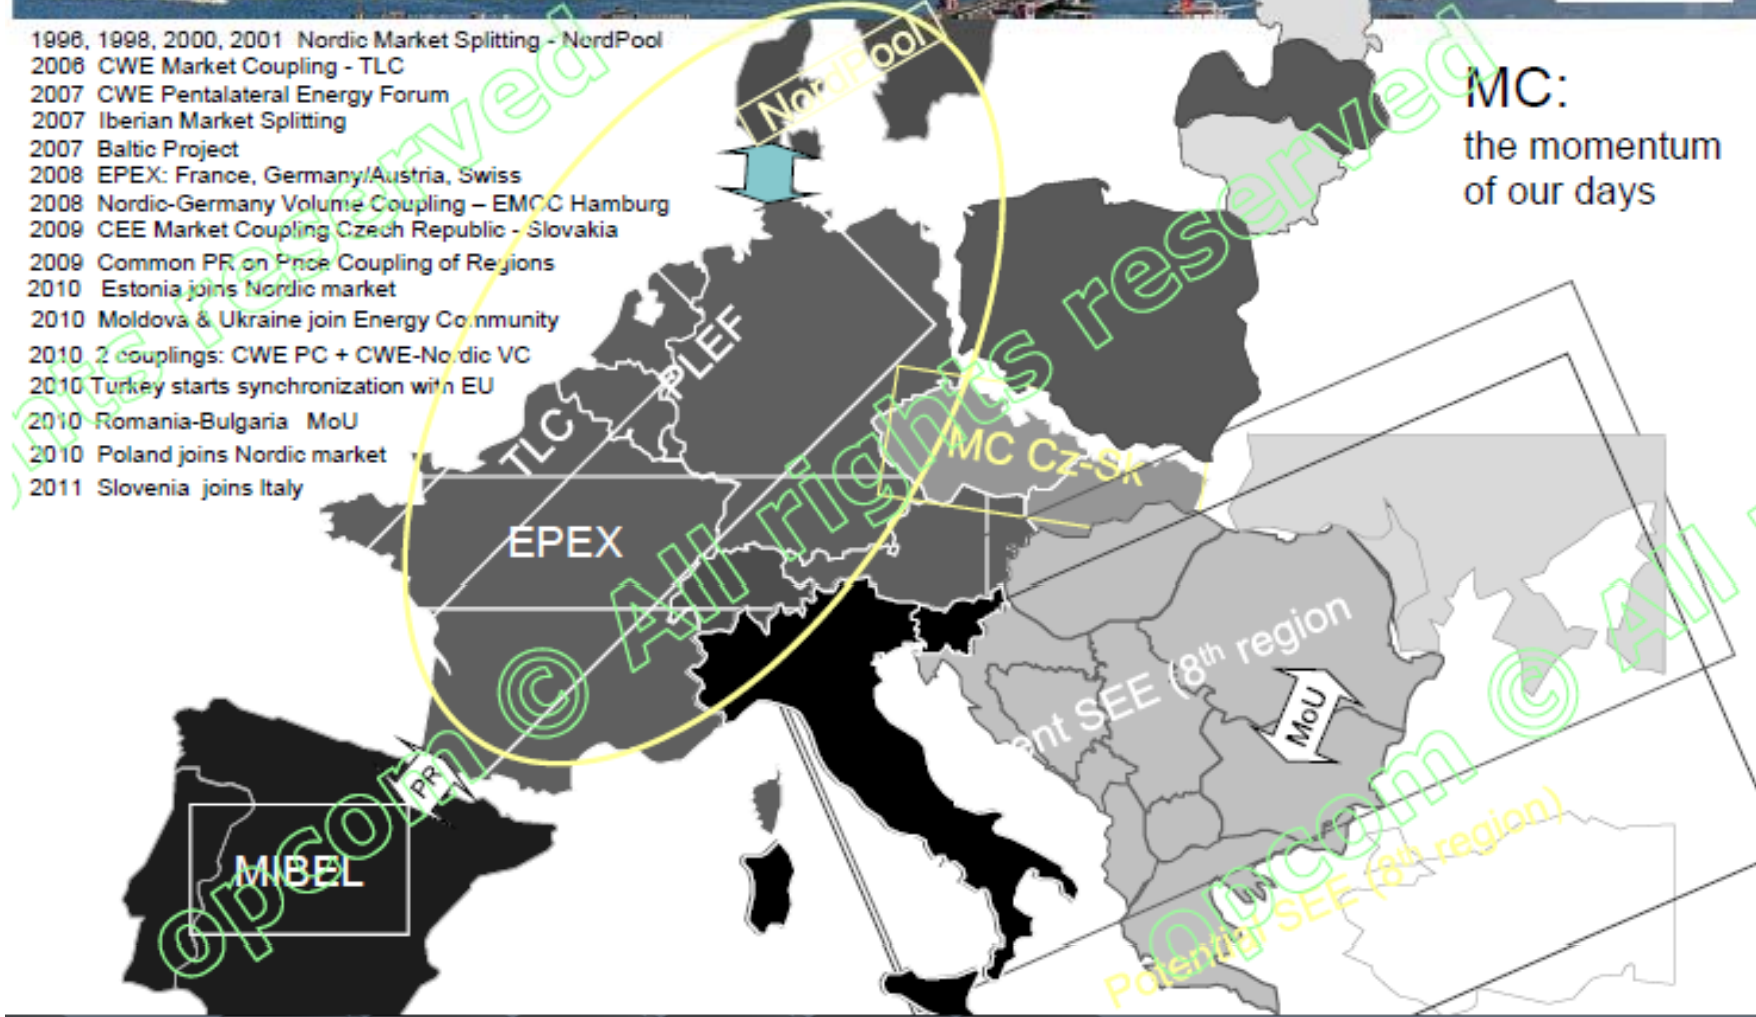 1996, 1998, 2000, 2001 Nordic Market Splitting - NordPool
2006 CWE Market Coupling - TLC
2007 CWE Pentalateral Energy Forum
2007 Iberian Market Splitting
2007 Baltic Project
2008 EPEX: France, Germany/Austria, Swiss
2008 Nordic-Germany Volume Coupling – EMCC Hamburg
2009 CEE Market Coupling Czech Republic - Slovakia
2009 Common PR on Price Coupling of Regions
2010 Estonia joins Nordic market
2010 Moldova & Ukraine join Energy Community
2010 2 couplings: CWE PC + CWE-Nordic VC
2010 Turkey starts synchronization with EU
2010 Romania-Bulgaria MoU
2010 Poland joins Nordic market
2011 Slovenia joins Italy
MC:
the momentum
of our days
NordPool
PLEF
TLC
MC Cz-Sk
EPEX
SEE (8th region
MoU
PR
MIBEL
Potential SEE (8th region)
opcom © All rights reserved
opcom © All
reserved